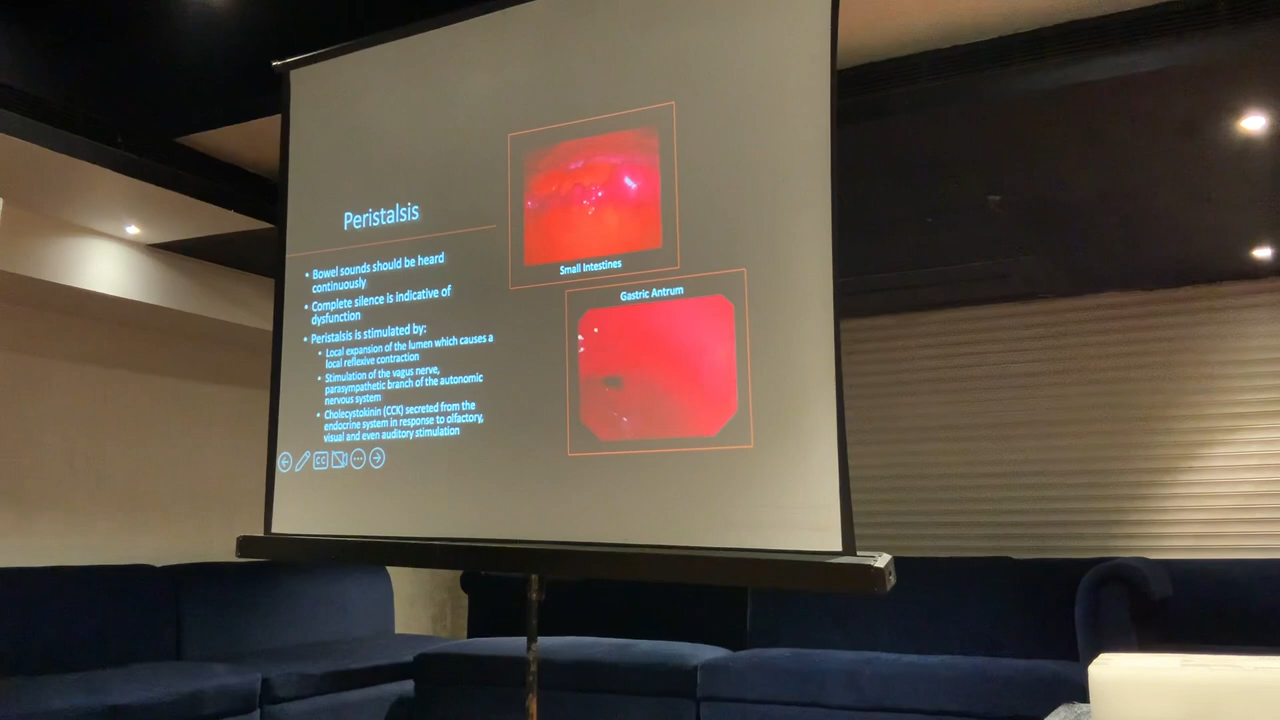 Peristalsis
• Bowel sounds should be heard
continuously
• Complete silence is indicative of
dysfunction
• Peristalsis is stimulated by:
• Local expansion of the lumen which causes a
local reflexive contraction
• Stimulation of the vagus nerve,
parasympathetic branch of the autonomic
nervous system
• Cholecystokinin (CCK) secreted from the
endocrine system in response to olfactory,
visual and even auditory stimulation
CC
Small Intestines
Gastric Antrum